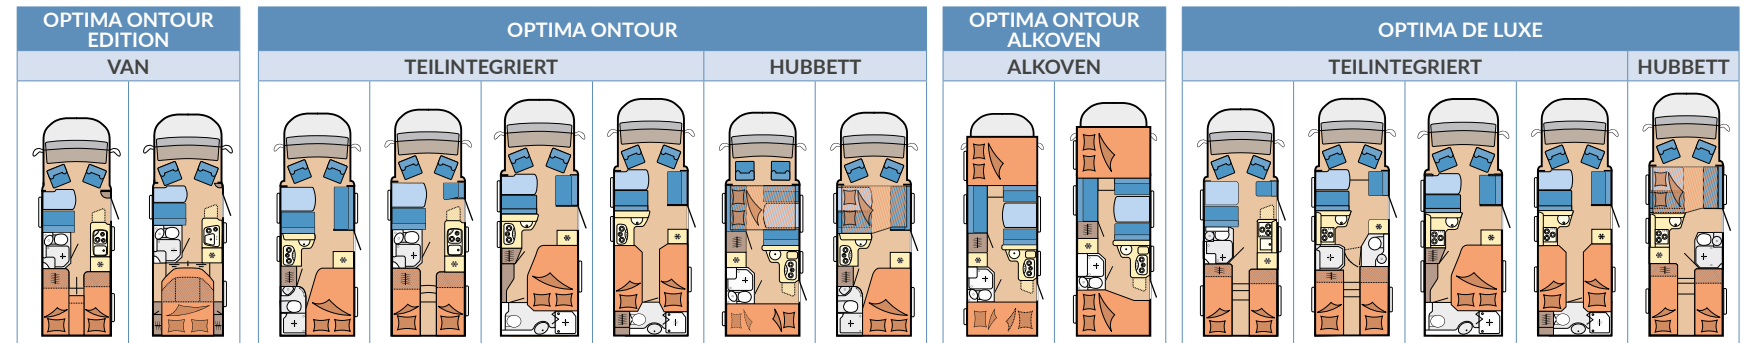 OPTIMA ONTOUR
EDITION
OPTIMA ONTOUR
OPTIMA ONTOUR
ALKOVEN
OPTIMA DE LUXE
VAN
TEILINTEGRIERT
HUBBETT
ALKOVEN
TEILINTEGRIERT
HUBBETT